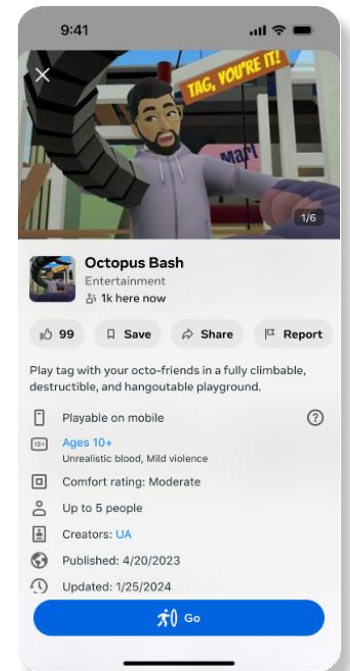 9:41
TAG, YOU'RE IT!
Mart
1/6
Octopus Bash
Entertainment
1k here now
99
Save
Share
Report
Play tag with your octo-friends in a fully climbable,
destructible, and hangoutable playground.
Playable on mobile
?
Ages 10+
Unrealistic blood, Mild violence
Comfort rating: Moderate
Up to 5 people
Creators: UA
Published: 4/20/2023
Updated: 1/25/2024
Go